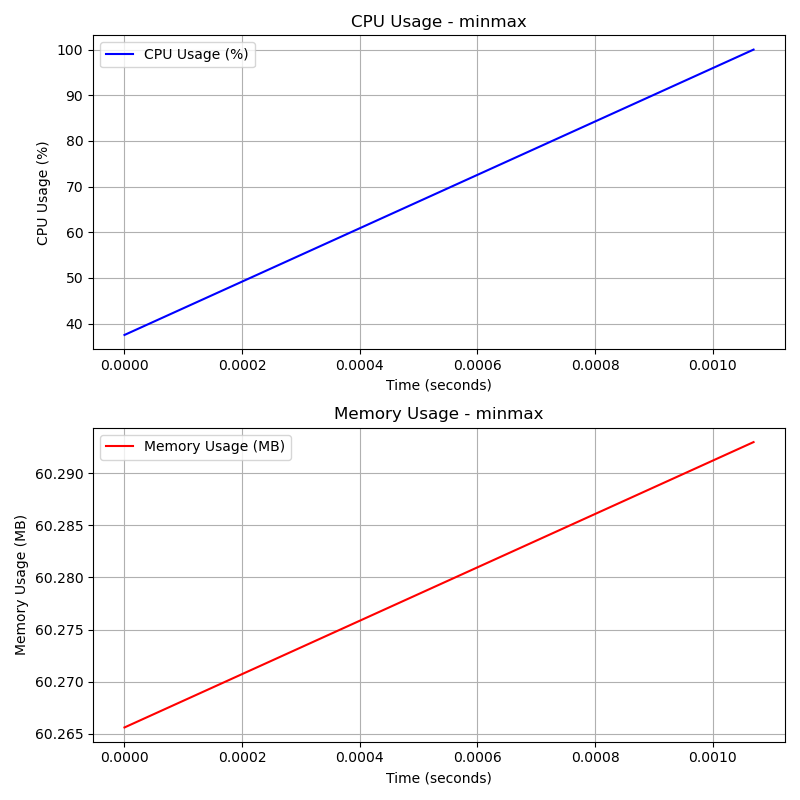 CPU Usage - minmax
CPU Usage (%)
100
90
80
70
60
50
40
CPU Usage (%)
0.0000 0.0002 0.0004 0.0006 0.0008 0.0010
Time (seconds)
Memory Usage - minmax
Memory Usage (MB)
60.290
60.285
60.280
60.275
60.270
60.265
Memory Usage (MB)
0.0000 0.0002 0.0004 0.0006 0.0008 0.0010
Time (seconds)